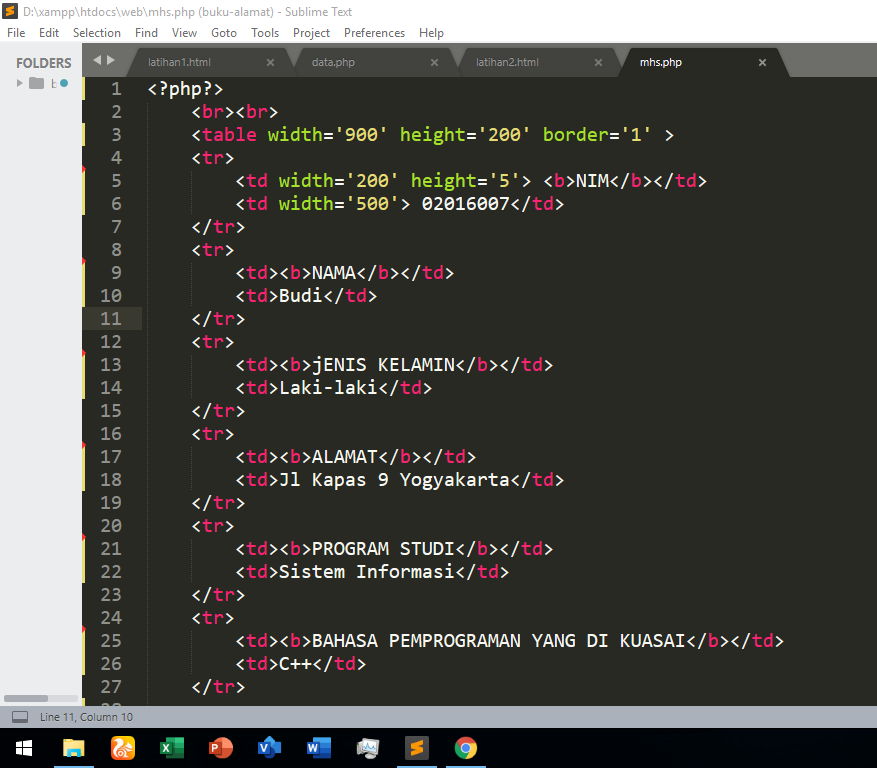 D:\xampp\htdocs\web\mhs.php (buku-alamat) - Sublime Text
File Edit Selection Find View Goto Tools Project Preferences Help
FOLDERS
latihan1.html × data.php × latihan2.html × mhs.php ×
1 <?php?>
2 <br><br>
3 <table width='900' height='200' border='1' >
4 <tr>
5 <td width='200' height='5'> <b>NIM</b></td>
6 <td width='500'> 02016007</td>
7 </tr>
8 <tr>
9 <td><b>NAMA</b></td>
10 <td>Budi</td>
11 </tr>
12 <tr>
13 <td><b>jENIS KELAMIN</b></td>
14 <td>Laki-laki</td>
15 </tr>
16 <tr>
17 <td><b>ALAMAT</b></td>
18 <td>Jl Kapas 9 Yogyakarta</td>
19 </tr>
20 <tr>
21 <td><b>PROGRAM STUDI</b></td>
22 <td>Sistem Informasi</td>
23 </tr>
24 <tr>
25 <td><b>BAHASA PEMPROGRAMAN YANG DI KUASAI</b></td>
26 <td>C++</td>
27 </tr>
Line 11, Column 10